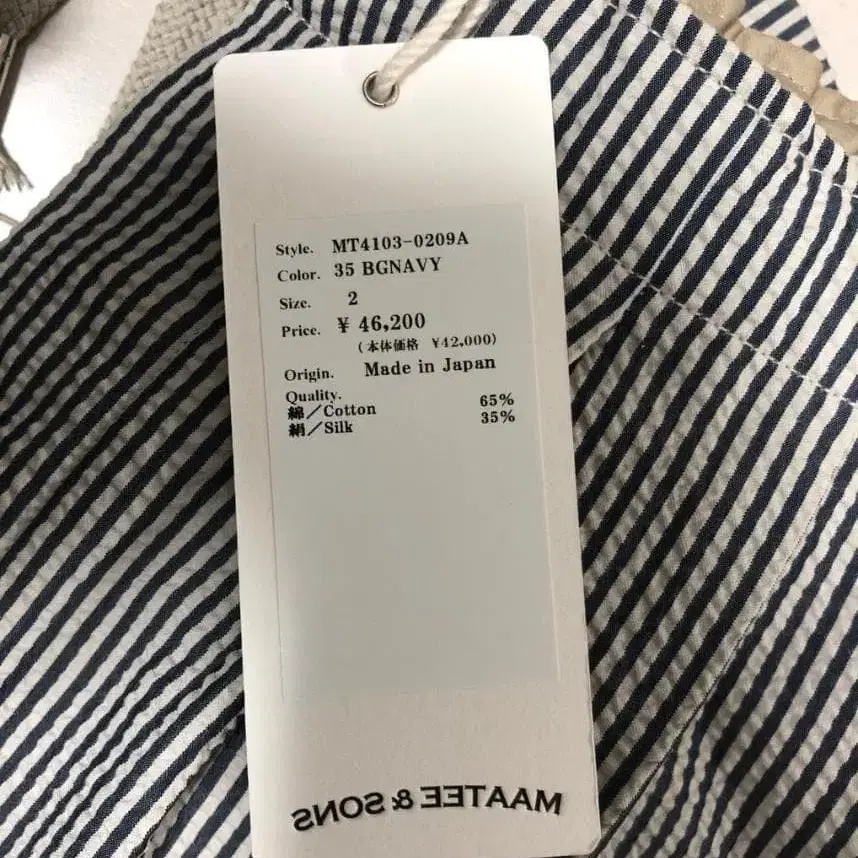 Style. MT4103-0209A
Color. 35 BGNAVY
Size. 2
Price. ¥ 46,200
(本体価格 ¥42,000)
Origin. Made in Japan
Quality.
綿/Cotton 65%
絹/Silk 35%
MAATEE & SONS